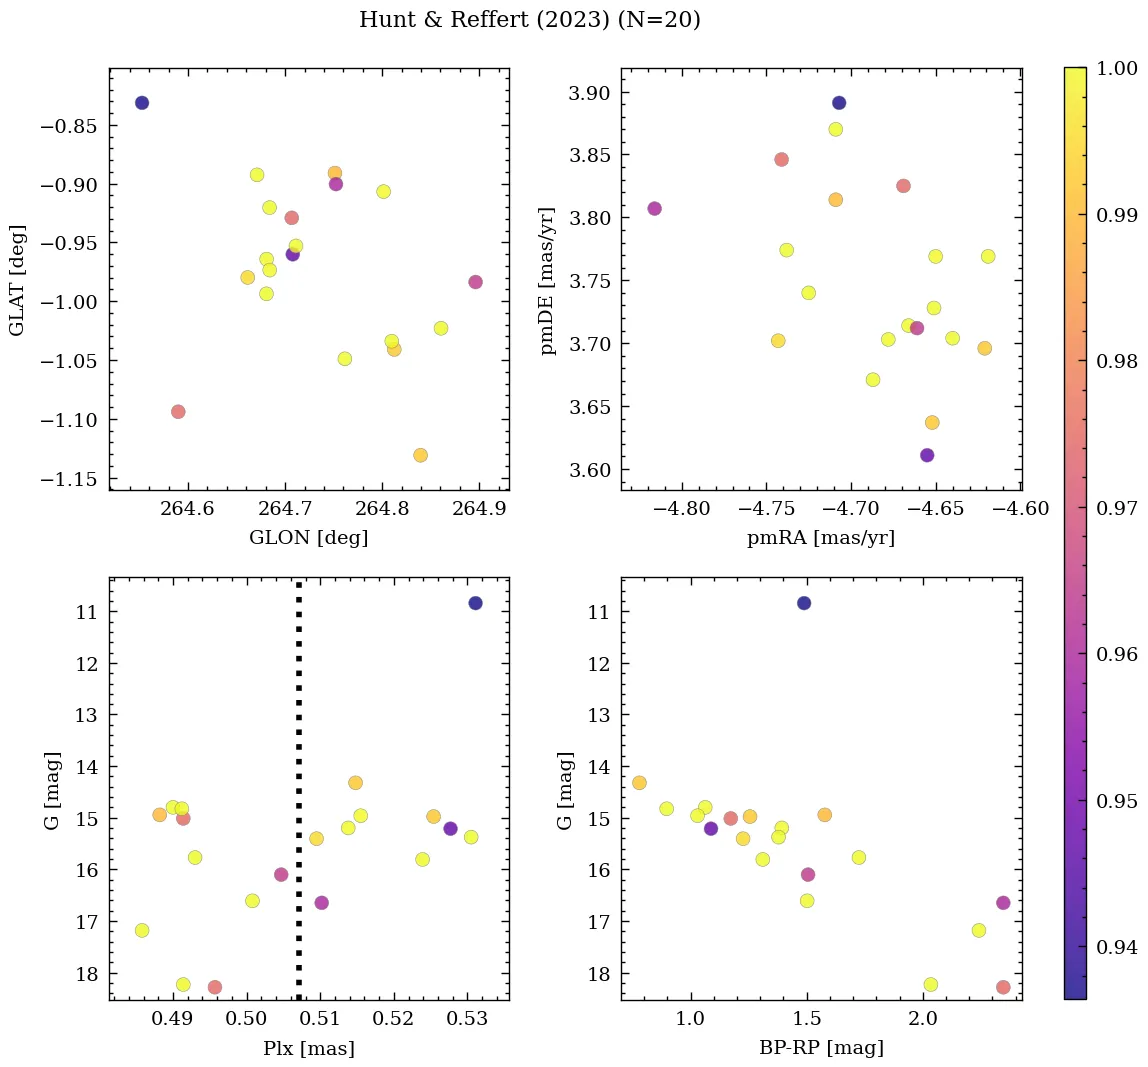 Hunt & Reffert (2023) (N=20)
−0.85
−0.90
−0.95
−1.00
−1.05
−1.10
−1.15
GLAT [deg]
264.6 264.7 264.8 264.9
GLON [deg]
3.90
3.85
3.80
3.75
3.70
3.65
3.60
pmDE [mas/yr]
−4.80 −4.75 −4.70 −4.65 −4.60
pmRA [mas/yr]
11
12
13
14
15
16
17
18
G [mag]
0.49 0.50 0.51 0.52 0.53
Plx [mas]
11
12
13
14
15
16
17
18
G [mag]
1.0 1.5 2.0
BP-RP [mag]
1.00
0.99
0.98
0.97
0.96
0.95
0.94